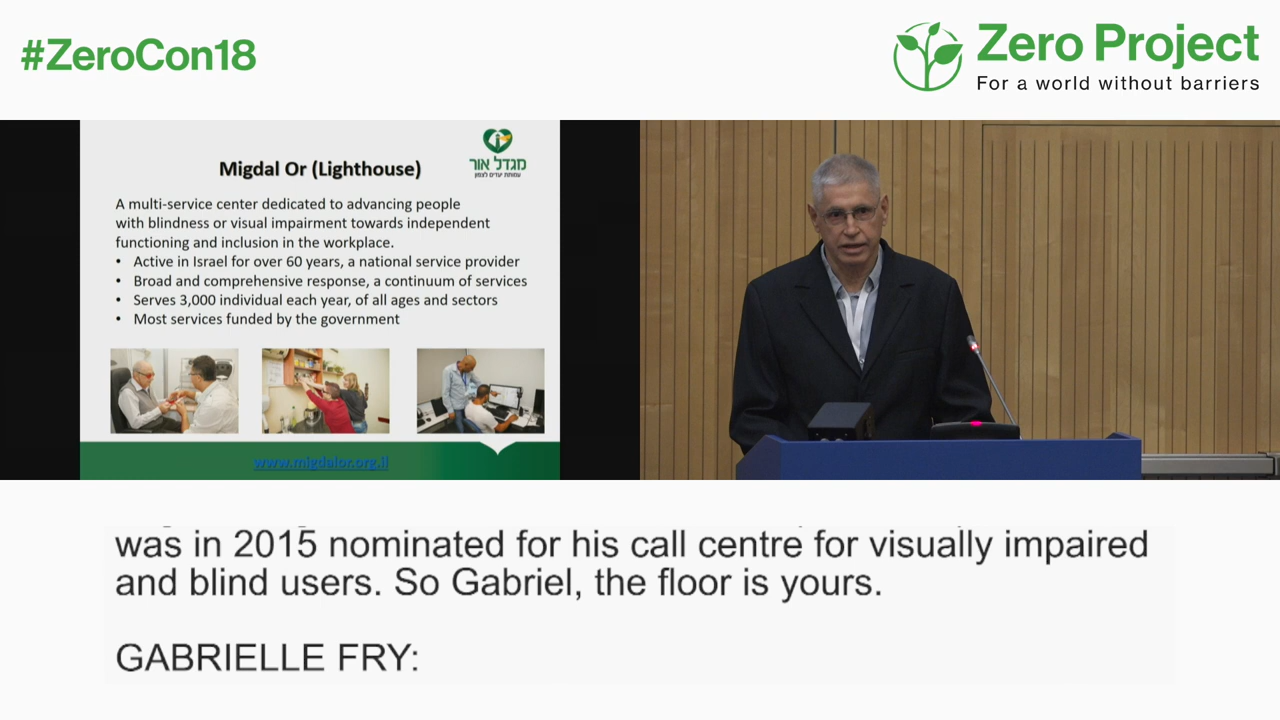 #ZeroCon18
Zero Project
For a world without barriers
מגדל אור
עמותת יעדים לצפון
Migdal Or (Lighthouse)
A multi-service center dedicated to advancing people
with blindness or visual impairment towards independent
functioning and inclusion in the workplace.
• Active in Israel for over 60 years, a national service provider
• Broad and comprehensive response, a continuum of services
• Serves 3,000 individual each year, of all ages and sectors
• Most services funded by the government
www.migdalor.org.il
was in 2015 nominated for his call centre for visually impaired
and blind users. So Gabriel, the floor is yours.
GABRIELLE FRY: